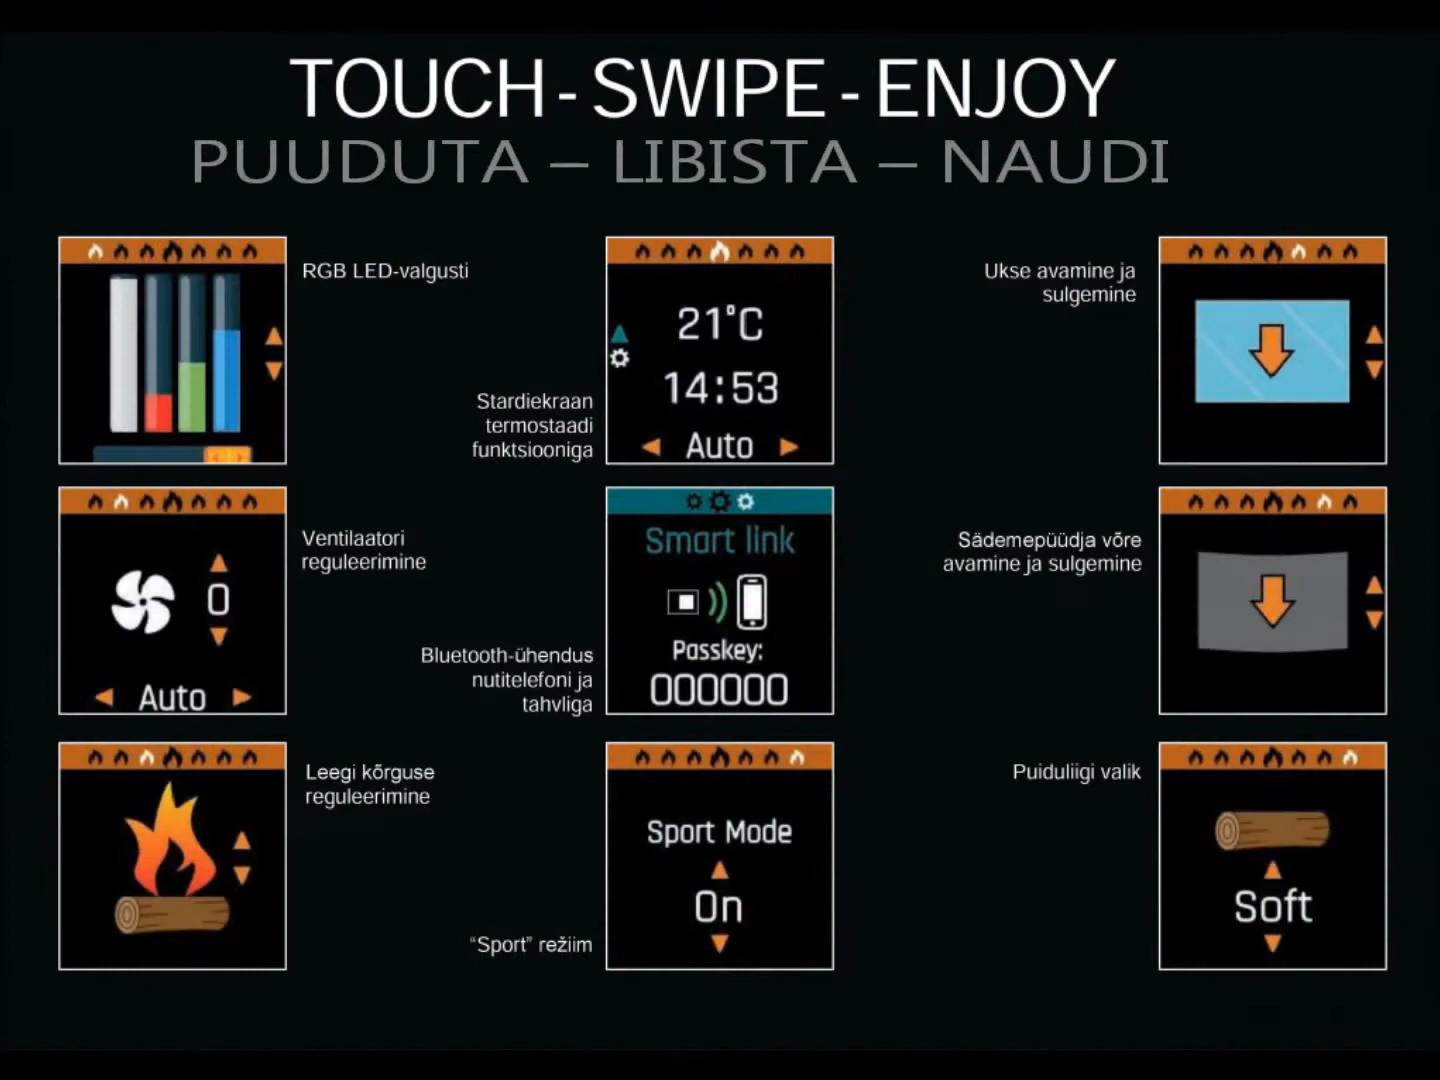 TOUCH - SWIPE - ENJOY
PUUDUTA – LIBISTA – NAUDI
RGB LED-valgusti
21°C
14:53
Auto
Stardiekraan
termostaadi
funktsiooniga
Ukse avamine ja
sulgemine
0
Auto
Ventilaatori
reguleerimine
Smart link
Passkey:
000000
Bluetooth-ühendus
nutitelefoni ja
tahvliga
Sädemepüüdja võre
avamine ja sulgemine
Leegi kõrguse
reguleerimine
Sport Mode
On
“Sport” režiim
Puiduliigi valik
Soft